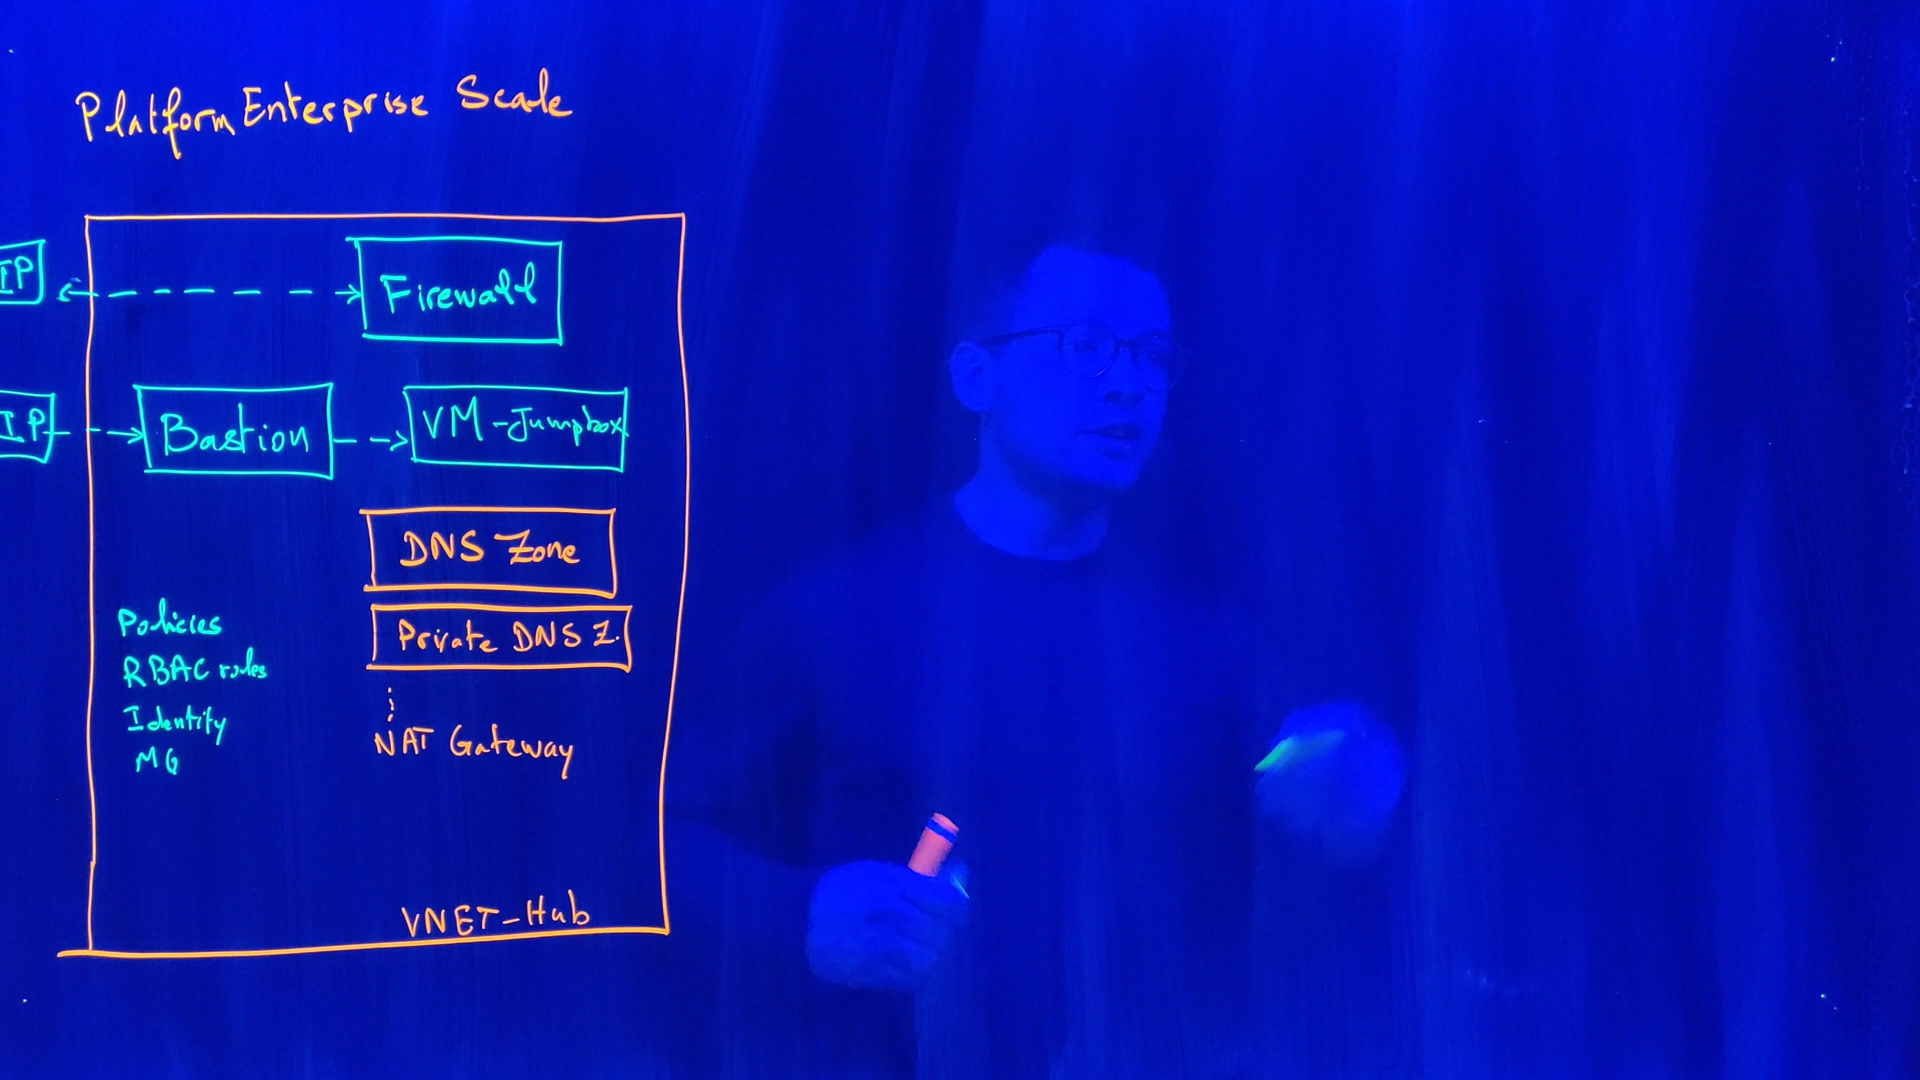 Platform Enterprise Scale
IP
Firewall
IP
Bastion
VM-Jumpbox
DNS Zone
Private DNS Z.
Policies
RBAC roles
Identity
MG
NAT Gateway
VNET-Hub